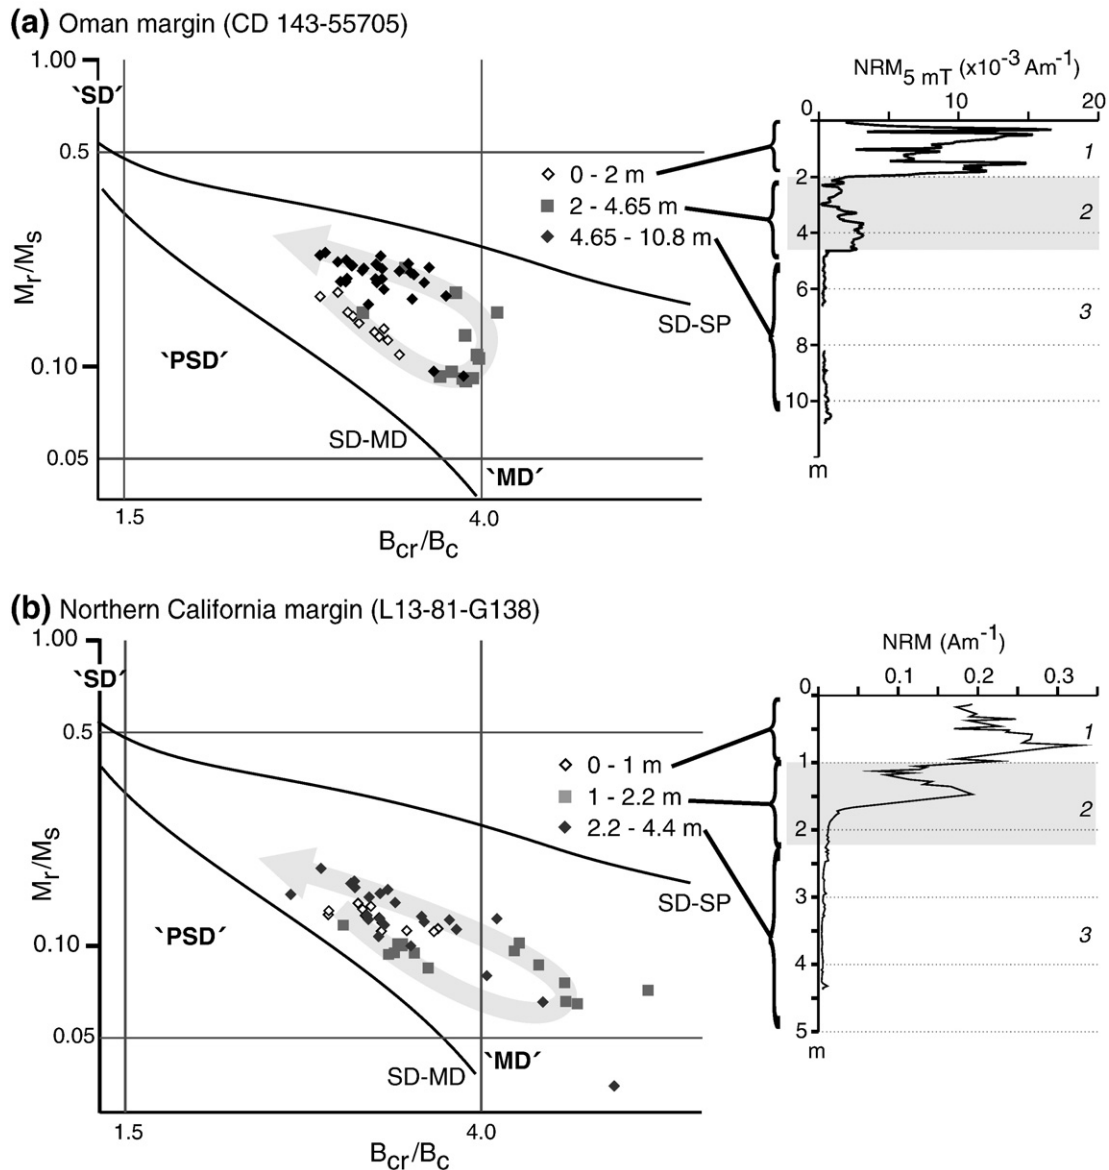 (a) Oman margin (CD 143-55705)
1.00
`SD´
0.5
Mr/Ms
0.10
0.05
`PSD´
SD-MD
`MD´
SD-SP
1.5
4.0
Bcr/Bc
0 - 2 m
2 - 4.65 m
4.65 - 10.8 m
NRM5 mT (x10-3 Am-1)
0 10 20
0
2
4
6
8
10
m
1
2
3
(b) Northern California margin (L13-81-G138)
1.00
`SD´
0.5
Mr/Ms
0.10
0.05
`PSD´
SD-MD
`MD´
SD-SP
1.5
4.0
Bcr/Bc
0 - 1 m
1 - 2.2 m
2.2 - 4.4 m
NRM (Am-1)
0.1 0.2 0.3
0
1
2
3
4
5
m
1
2
3